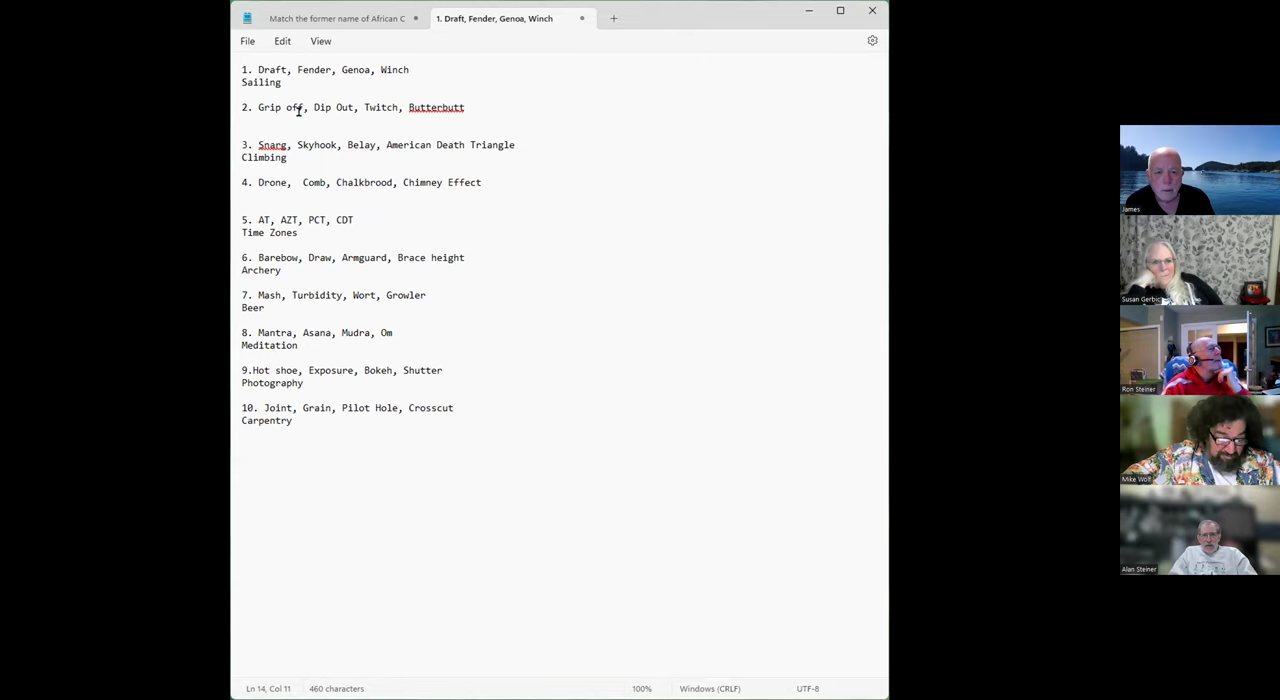 Match the former name of African C
1. Draft, Fender, Genoa, Winch
File Edit View
1. Draft, Fender, Genoa, Winch
Sailing
2. Grip off, Dip Out, Twitch, Butterbutt
3. Snarg, Skyhook, Belay, American Death Triangle
Climbing
4. Drone,  Comb, Chalkbrood, Chimney Effect
5. AT, AZT, PCT, CDT
Time Zones
6. Barebow, Draw, Armguard, Brace height
Archery
7. Mash, Turbidity, Wort, Growler
Beer
8. Mantra, Asana, Mudra, Om
Meditation
9.Hot shoe, Exposure, Bokeh, Shutter
Photography
10. Joint, Grain, Pilot Hole, Crosscut
Carpentry
James
Susan Gerbic
Ron Steiner
Mike Wolf
Alan Steiner
Ln 14, Col 11 460 characters 100% Windows (CRLF) UTF-8